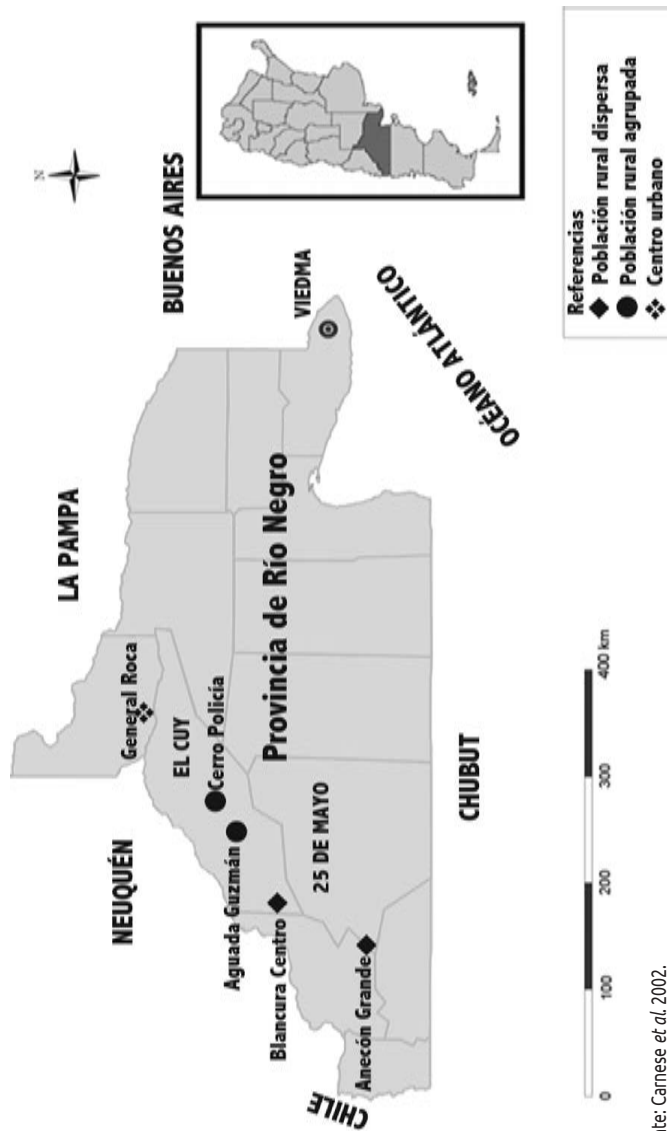 N
LA PAMPA
BUENOS AIRES
NEUQUÉN
General Roca
EL CUY
Cerro Policía
Aguada Guzmán
Provincia de Río Negro
VIEDMA
Blancura Centro
25 DE MAYO
Anecón Grande
CHILE
OCÉANO ATLÁNTICO
CHUBUT
0 100 200 300 400 km
Referencias
Población rural dispersa
Población rural agrupada
Centro urbano
nte: Carnese et al. 2002.